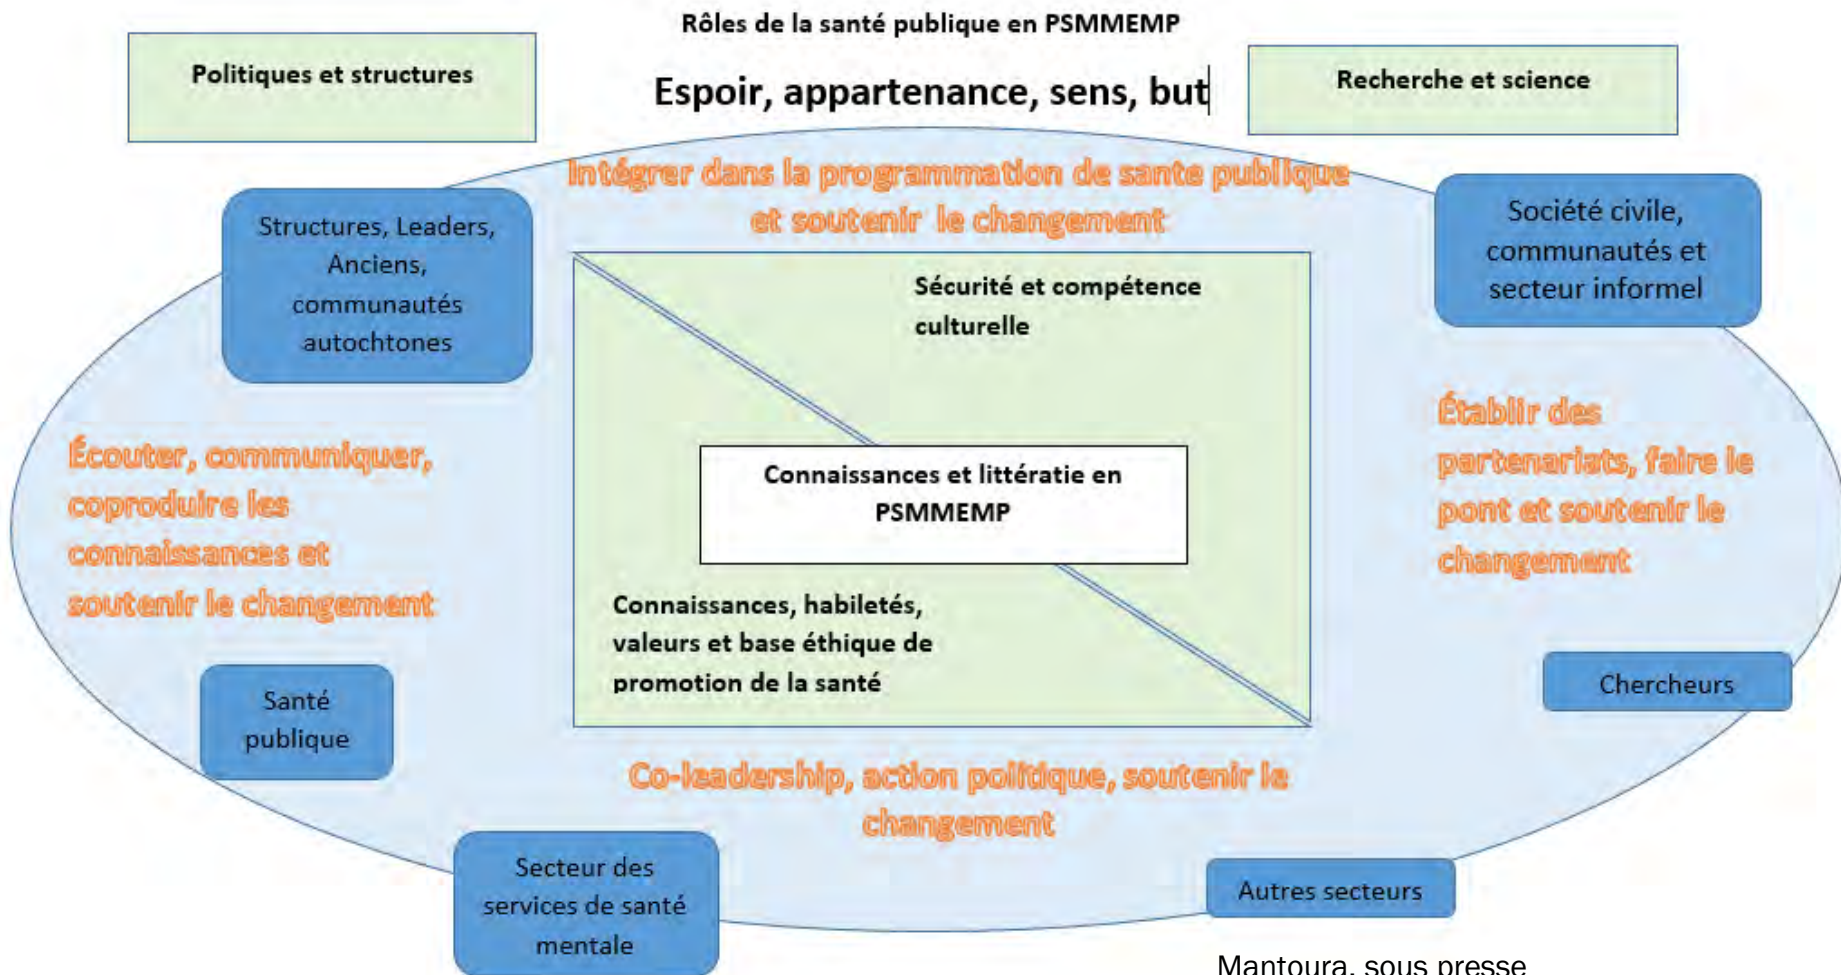 Rôles de la santé publique en PSMMEMP
Politiques et structures
Espoir, appartenance, sens, but
Recherche et science
Intégrer dans la programmation de sante publique
et soutenir le changement
Structures, Leaders,
Anciens,
communautés
autochtones
Société civile,
communautés et
secteur informel
Sécurité et compétence
culturelle
Écouter, communiquer,
coproduire les
connaissances et
soutenir le changement
Connaissances et littératie en
PSMMEMP
Établir des
partenariats, faire le
pont et soutenir le
changement
Connaissances, habiletés,
valeurs et base éthique de
promotion de la santé
Santé
publique
Chercheurs
Co-leadership, action politique, soutenir le
changement
Secteur des
services de santé
mentale
Autres secteurs
Mantoura, sous presse